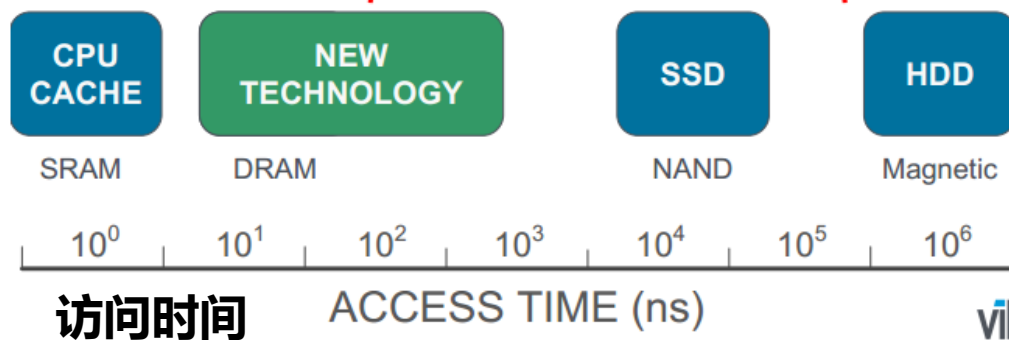 CPU CACHE
NEW TECHNOLOGY
SSD
HDD
SRAM
DRAM
NAND
Magnetic
10⁰ 10¹ 10² 10³ 10⁴ 10⁵ 10⁶
访问时间 ACCESS TIME (ns)